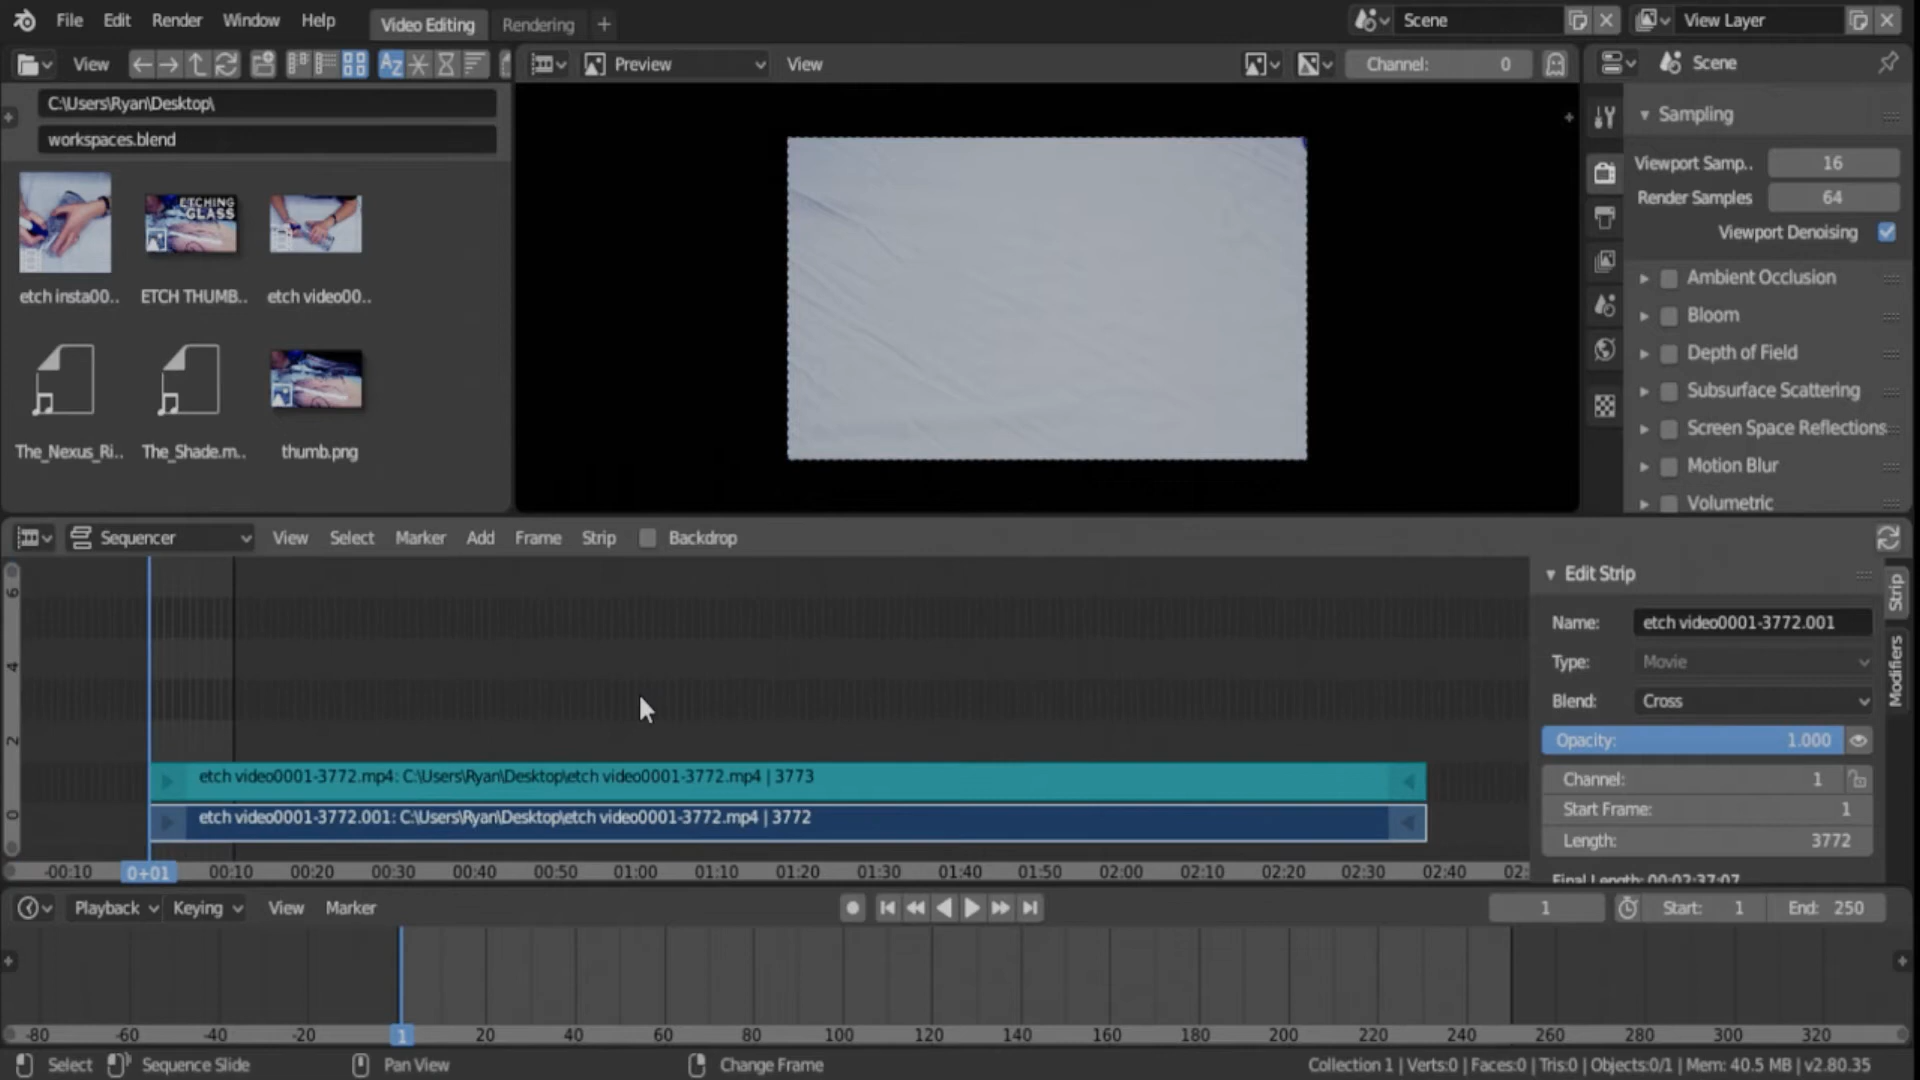 File Edit Render Window Help Video Editing Rendering + Scene View Layer
View Preview View Channel: 0 Scene
C:\Users\Ryan\Desktop\
workspaces.blend
etch insta00.. ETCH THUMB.. etch video00..
ETCHING
GLASS
The_Nexus_Ri.. The_Shade.m.. thumb.png
Sampling
Viewport Samp.. 16
Render Samples 64
Viewport Denoising
Ambient Occlusion
Bloom
Depth of Field
Subsurface Scattering
Screen Space Reflections
Motion Blur
Volumetric
Sequencer View Select Marker Add Frame Strip Backdrop
6
4
2
0
etch video0001-3772.mp4: C:\Users\Ryan\Desktop\etch video0001-3772.mp4 | 3773
etch video0001-3772.001: C:\Users\Ryan\Desktop\etch video0001-3772.mp4 | 3772
-00:10 0+01 00:10 00:20 00:30 00:40 00:50 01:00 01:10 01:20 01:30 01:40 01:50 02:00 02:10 02:20 02:30 02:40 02:
Edit Strip
Name: etch video0001-3772.001
Type: Movie
Blend: Cross
Opacity: 1.000
Channel: 1
Start Frame: 1
Length: 3772
Final Length: 00:02:37:07
Strip
Modifiers
Playback Keying View Marker 1 Start: 1 End: 250
-80 -60 -40 -20 1 20 40 60 80 100 120 140 160 180 200 220 240 260 280 300 320
Select Sequence Slide Pan View Change Frame Collection 1 | Verts:0 | Faces:0 | Tris:0 | Objects:0/1 | Mem: 40.5 MB | v2.80.35